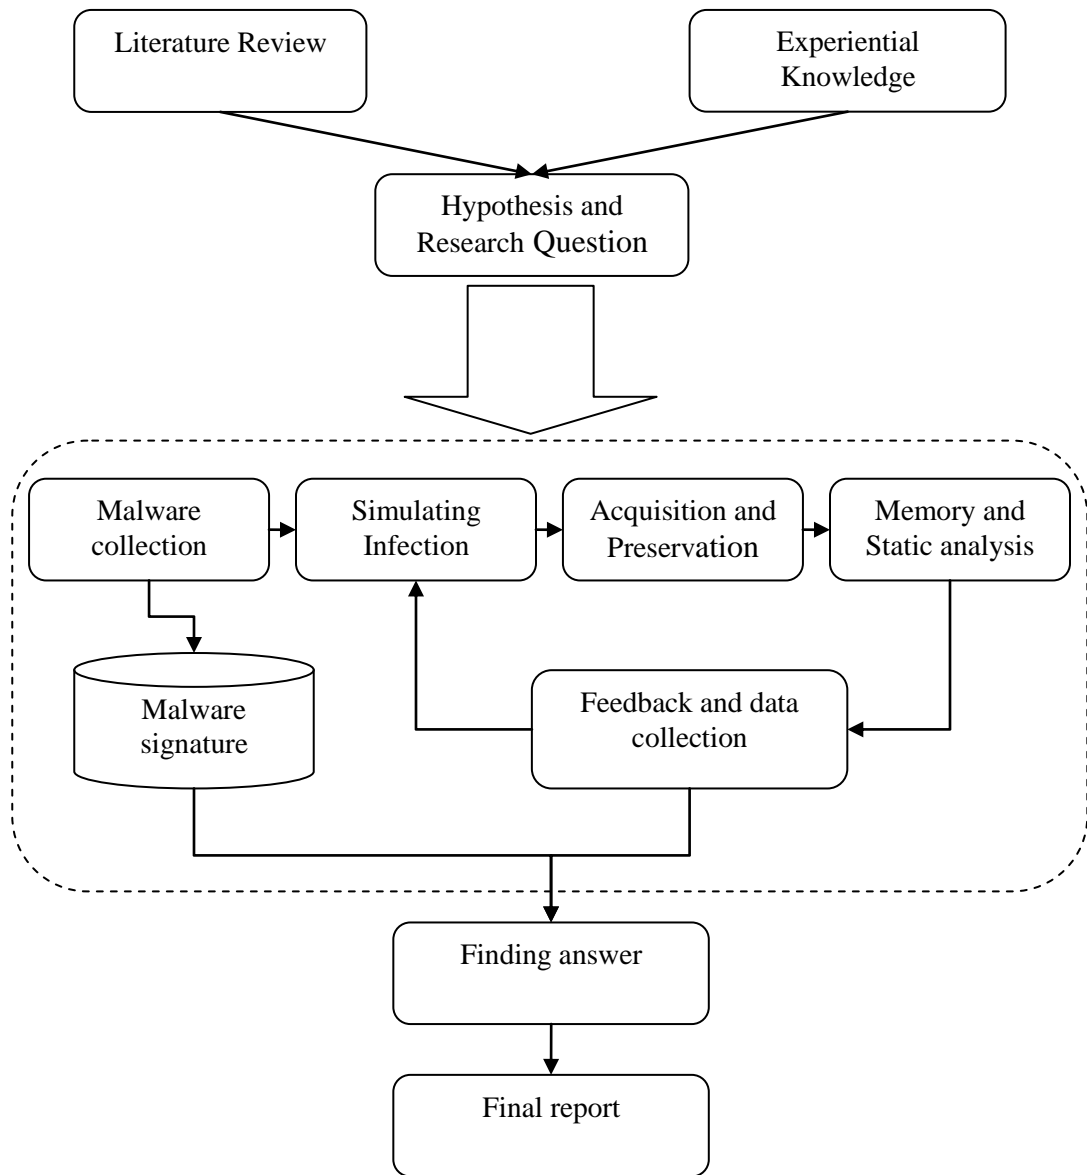 Literature Review
Experiential
Knowledge
Hypothesis and
Research Question
Malware
collection
Simulating
Infection
Acquisition and
Preservation
Memory and
Static analysis
Malware
signature
Feedback and data
collection
Finding answer
Final report